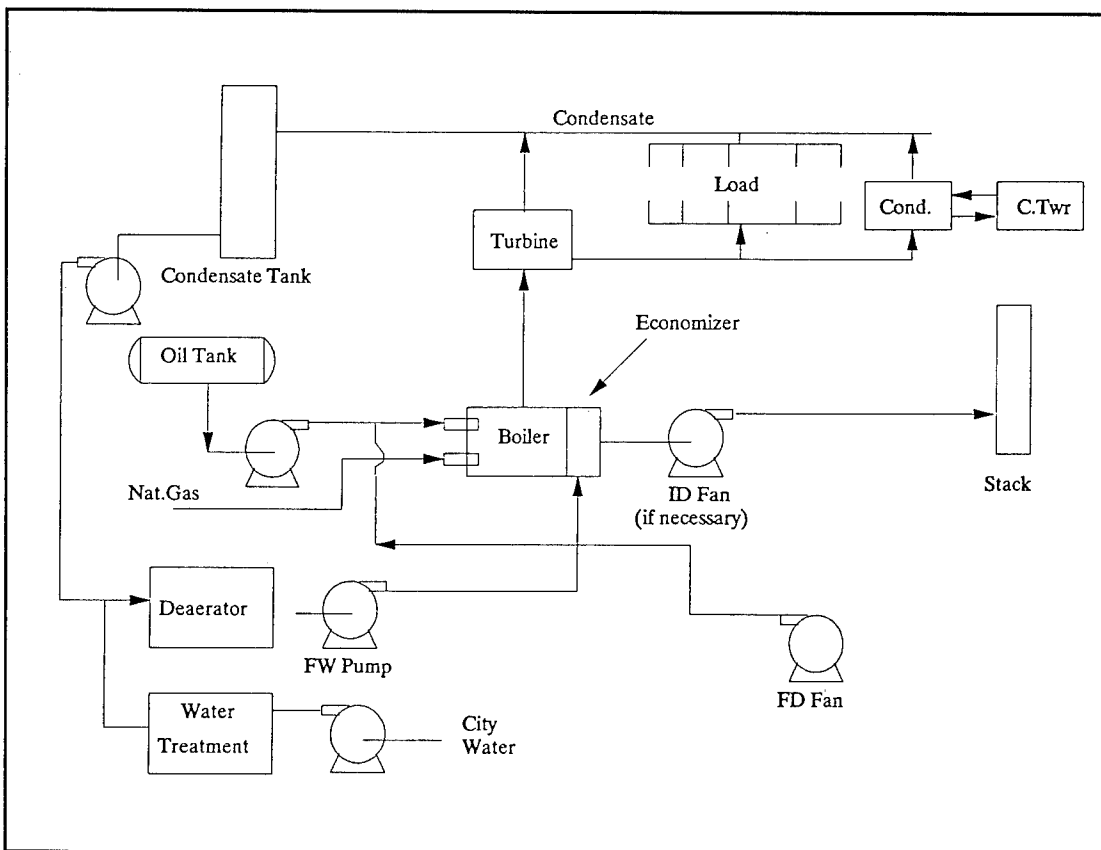 Condensate
Load
Cond.
C.Twr
Turbine
Condensate Tank
Economizer
Oil Tank
Boiler
Nat.Gas
ID Fan
(if necessary)
Stack
Deaerator
FW Pump
FD Fan
Water
Treatment
City
Water